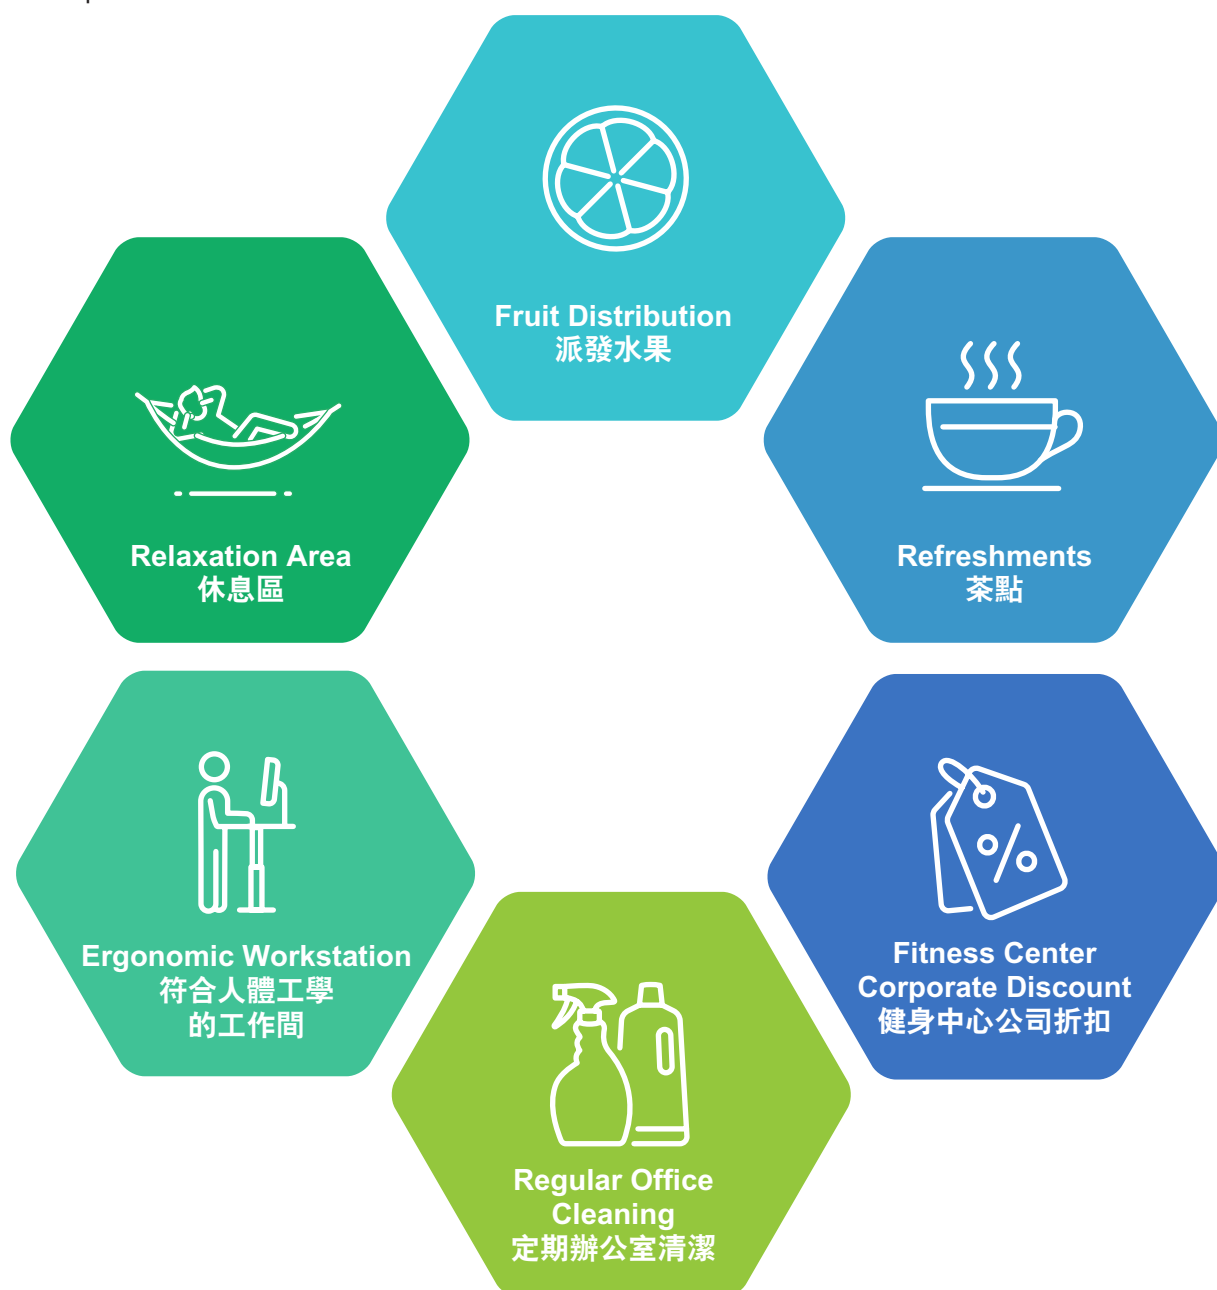 Fruit Distribution
派發水果
Relaxation Area
休息區
Refreshments
茶點
Ergonomic Workstation
符合人體工學
的工作間
Fitness Center
Corporate Discount
健身中心公司折扣
Regular Office
Cleaning
定期辦公室清潔